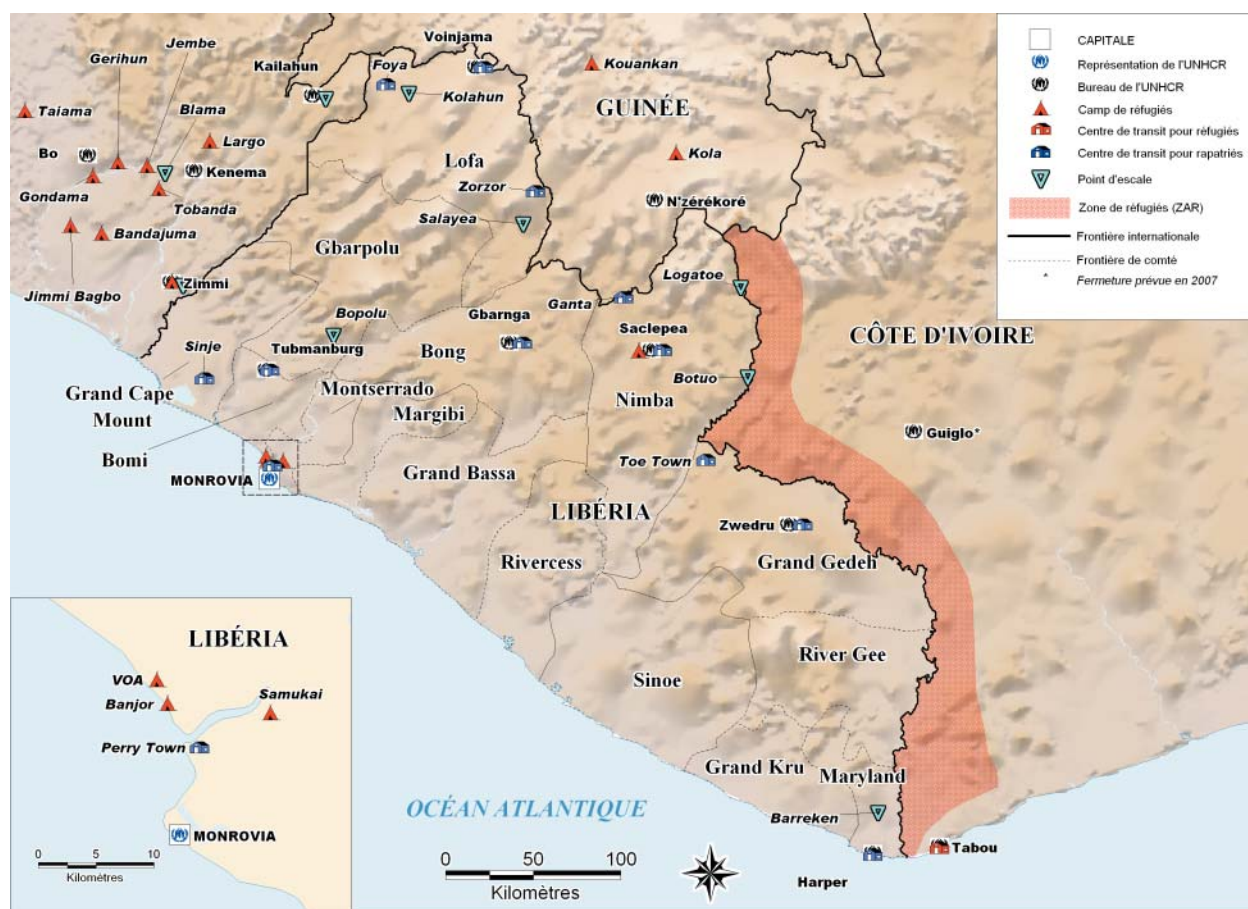 CAPITALE
Représentation de l'UNHCR
Bureau de l'UNHCR
Camp de réfugiés
Centre de transit pour réfugiés
Centre de transit pour rapatriés
Point d'escale
Zone de réfugiés (ZAR)
Frontière internationale
Frontière de comté
Fermeture prévue en 2007
Voinjama
Jembe
Gerihun
Kailahun
Foya
Kouankan
Kolahun
GUINÉE
Blama
Taiama
Largo
Bo
Lofa
Kola
Kenema
Gondama
Zorzor
N'zérékoré
Tobanda
Salayea
Bandajuma
Gbarpolu
Logatoe
Zimmi
Jimmi Bagbo
Ganta
Bopolu
Gbarnga
Saclepea
CÔTE D'IVOIRE
Sinje
Tubmanburg
Bong
Botuo
Montserrado
Nimba
Grand Cape
Mount
Margibi
Guiglo*
Bomi
Toe Town
Grand Bassa
MONROVIA
LIBÉRIA
Zwedru
Rivercess
Grand Gedeh
River Gee
Sinoe
Grand Kru
Maryland
OCÉAN ATLANTIQUE
Barreken
Tabou
Harper
0 50 100
Kilomètres
LIBÉRIA
VOA
Samukai
Banjor
Perry Town
MONROVIA
0 5 10
Kilomètres